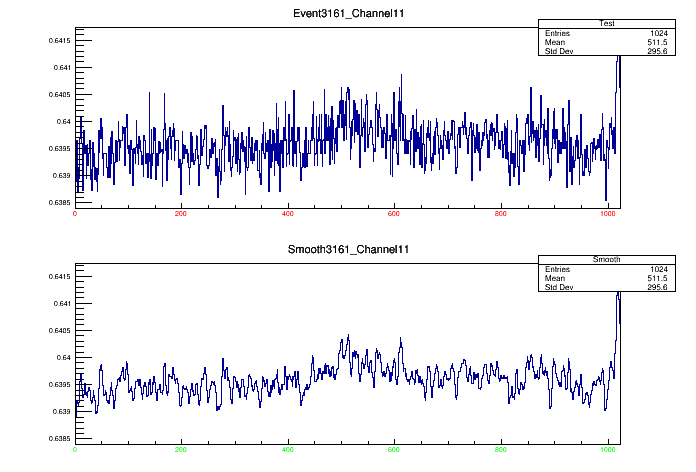 Event3161_Channel11
Test
Entries 1024
Mean 511.5
Std Dev 295.6
0.6415
0.641
0.6405
0.64
0.6395
0.639
0.6385
0 200 400 600 800 1000
Smooth3161_Channel11
Smooth
Entries 1024
Mean 511.5
Std Dev 295.6
0.6415
0.641
0.6405
0.64
0.6395
0.639
0.6385
0 200 400 600 800 1000